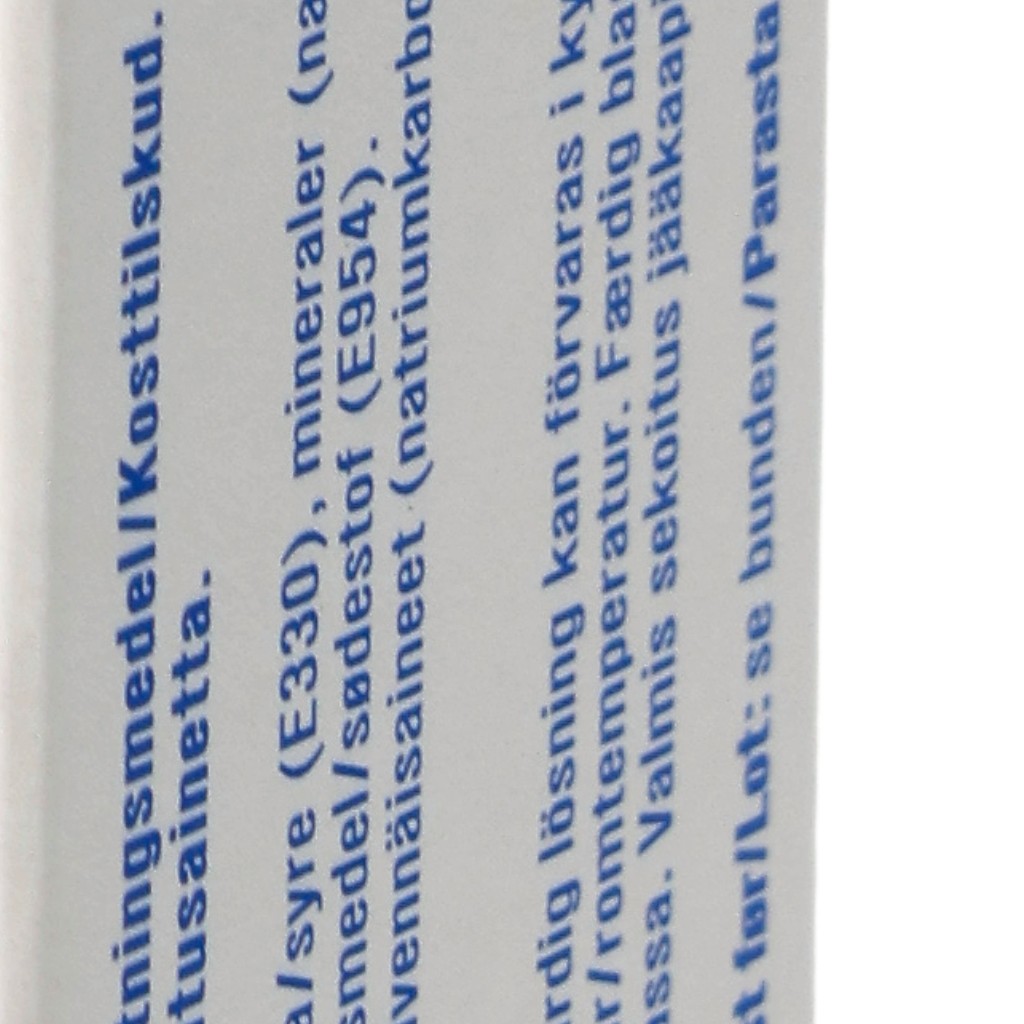 tningsmedel/Kosttilskud.
tusainetta.
a/syre (E330), mineraler (na
smedel/sødestof (E954).
vennäisaineet (natriumkarbo
rdig lösning kan förvaras i ky
r/romtemperatur. Færdig bla
ssa. Valmis sekoitus jääkaapi
st før/Lot: se bunden/Parasta